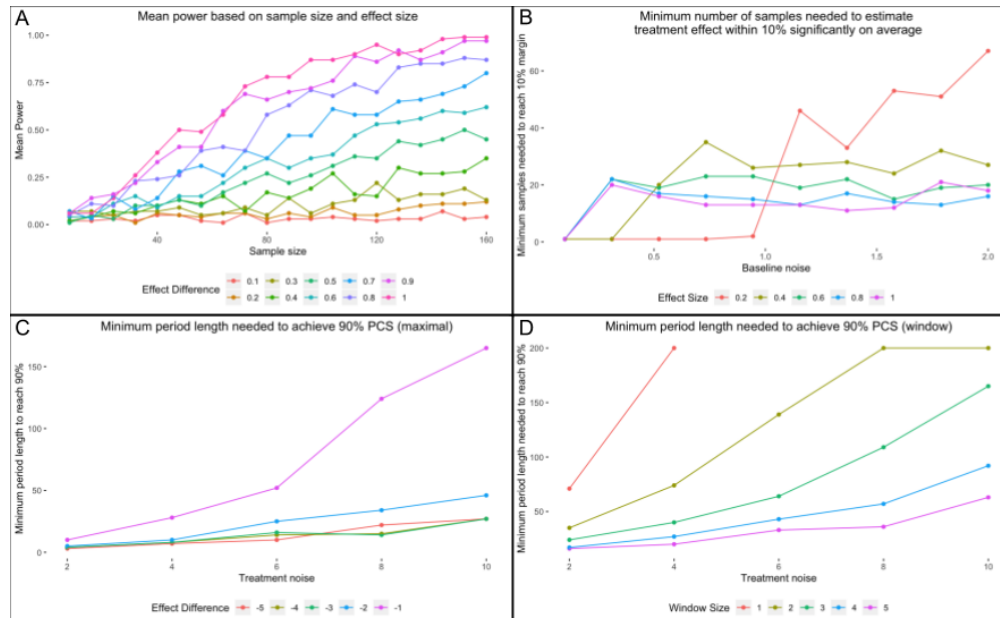 A
Mean power based on sample size and effect size
1.00
0.75
0.50
0.25
0.00
Mean Power
40
80
120
160
Sample size
Effect Difference
0.1
0.3
0.5
0.7
0.9
0.2
0.4
0.6
0.8
1
B
Minimum number of samples needed to estimate
treatment effect within 10% significantly on average
60
40
20
0
Minimum samples needed to reach 10% margin
0.5
1.0
1.5
2.0
Baseline noise
Effect Size
0.2
0.4
0.6
0.8
1
C
Minimum period length needed to achieve 90% PCS (maximal)
150
100
50
0
Minimum period length to reach 90%
2
4
6
8
10
Treatment noise
Effect Difference
-5
-4
-3
-2
-1
D
Minimum period length needed to achieve 90% PCS (window)
200
150
100
50
Minimum period length needed to reach 90%
2
4
6
8
10
Treatment noise
Window Size
1
2
3
4
5